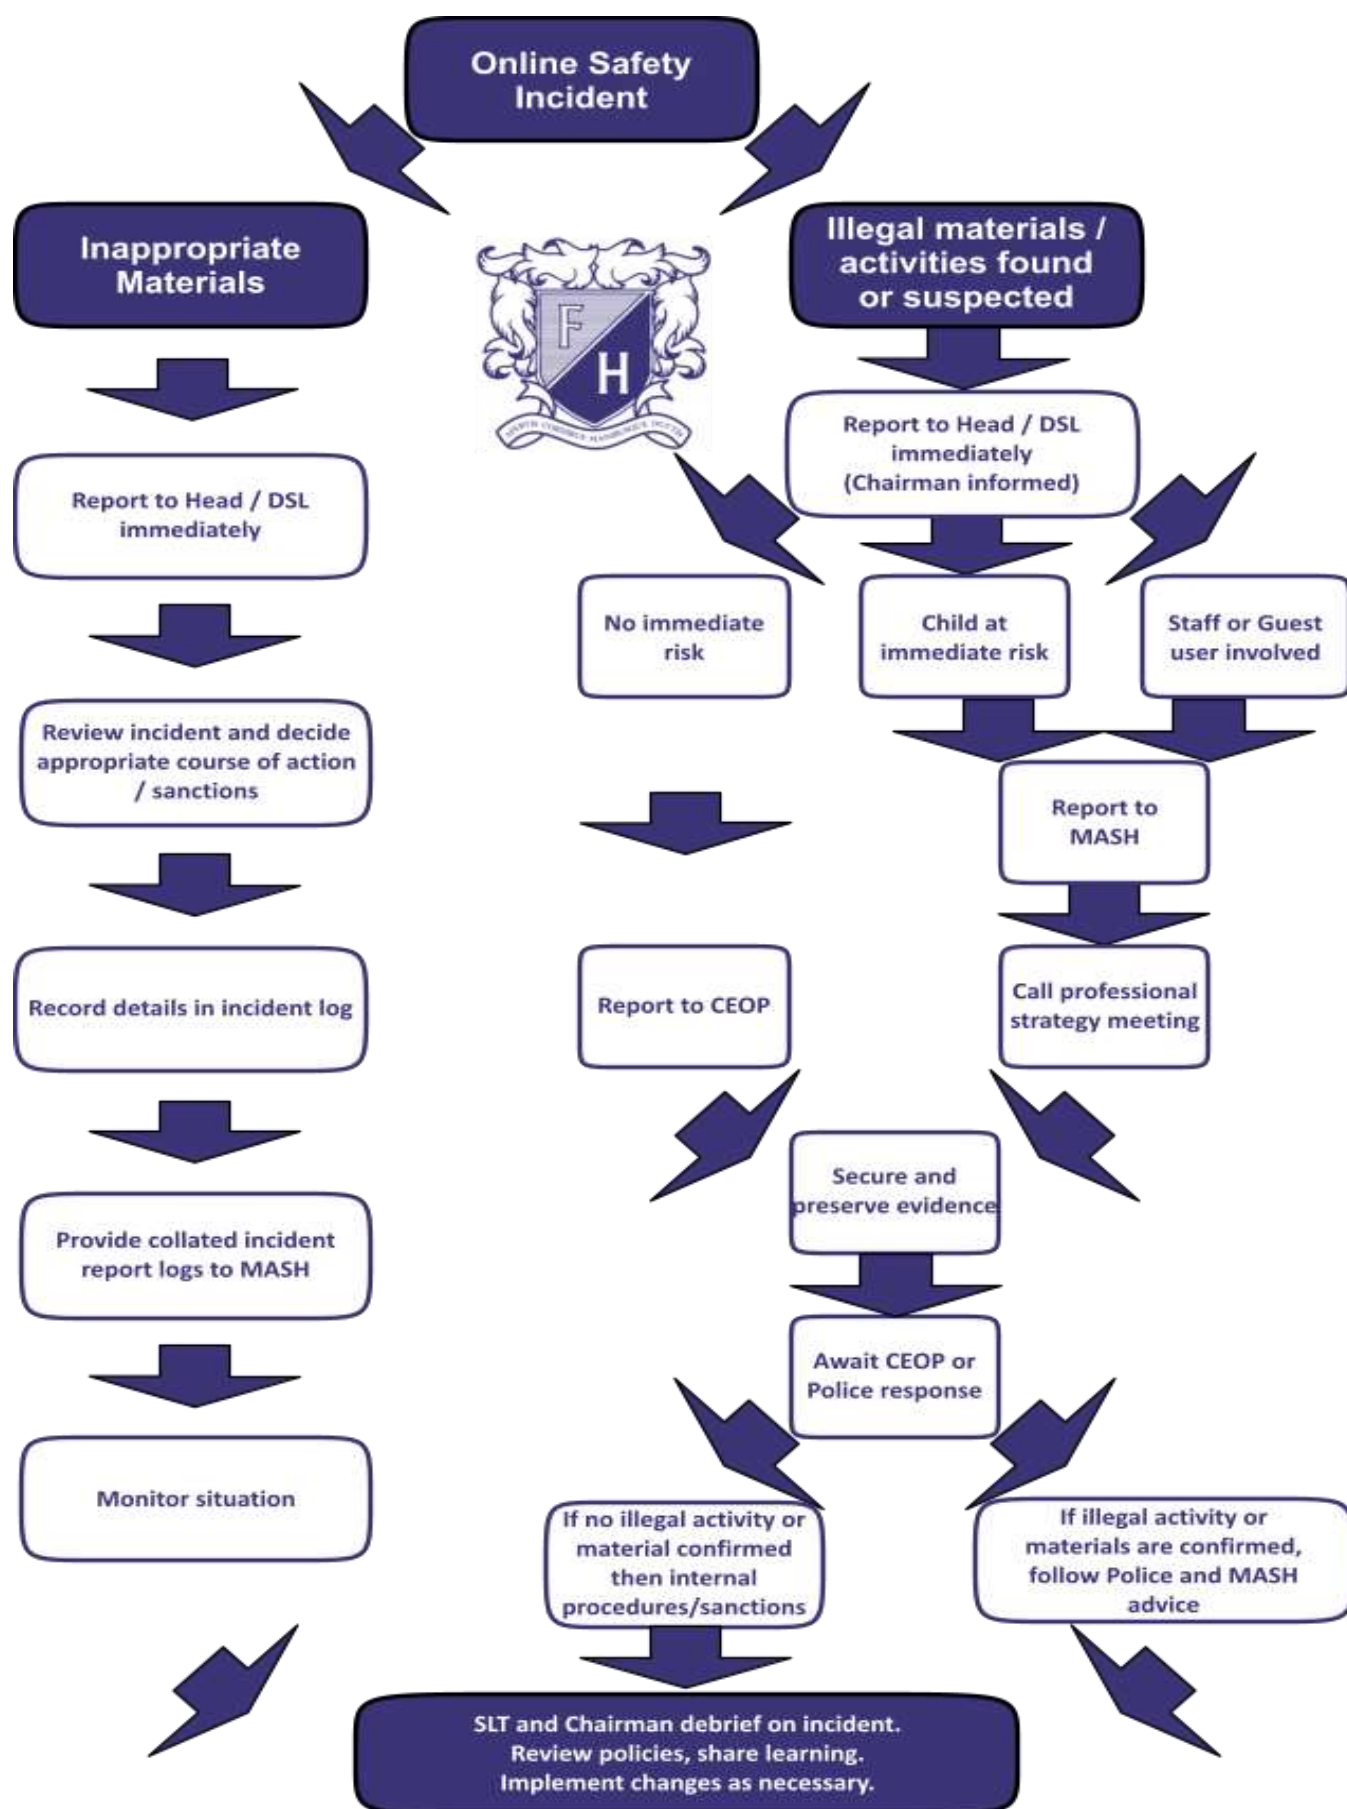 Online Safety
Incident
Inappropriate
Materials
Illegal materials /
activities found
or suspected
F
H
Report to Head / DSL
immediately
Report to Head / DSL
immediately
(Chairman informed)
No immediate
risk
Child at
immediate risk
Staff or Guest
user involved
Review incident and decide
appropriate course of action
/ sanctions
Report to
MASH
Record details in incident log
Report to CEOP
Call professional
strategy meeting
Secure and
preserve evidence
Provide collated incident
report logs to MASH
Await CEOP or
Police response
Monitor situation
If no illegal activity or
material confirmed
then internal
procedures/sanctions
If illegal activity or
materials are confirmed,
follow Police and MASH
advice
SLT and Chairman debrief on incident.
Review policies, share learning.
Implement changes as necessary.